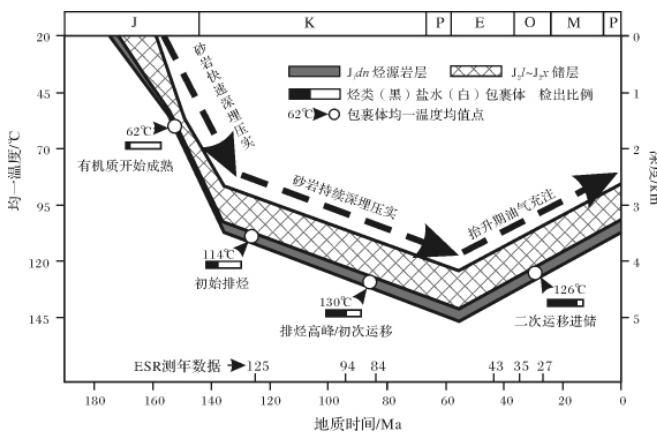 J K P E O M P
20 0
45 1
70 2
95 3
120 4
145 5
均一温度/℃
深度/km
J₁dn 烃源岩层 J₂l~J₂x 储层
烃类（黑）盐水（白）包裹体 检出比例
62℃ 包裹体均一温度均值点
砂岩快速深埋压实
砂岩持续深埋压实
抬升期油气充注
62℃
有机质开始成熟
114℃
初始排烃
130℃
排烃高峰/初次运移
126℃
二次运移进储
ESR测年数据 125 94 84 43 35 27
180 160 140 120 100 80 60 40 20 0
地质时间/Ma